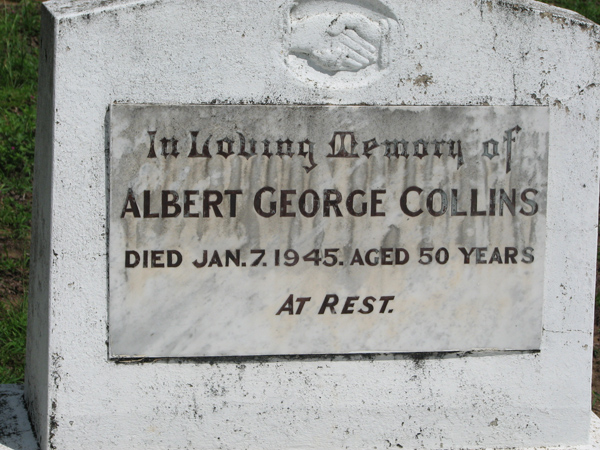 In Loving Memory of
ALBERT GEORGE COLLINS
DIED JAN. 7. 1945. AGED 50 YEARS
AT REST.